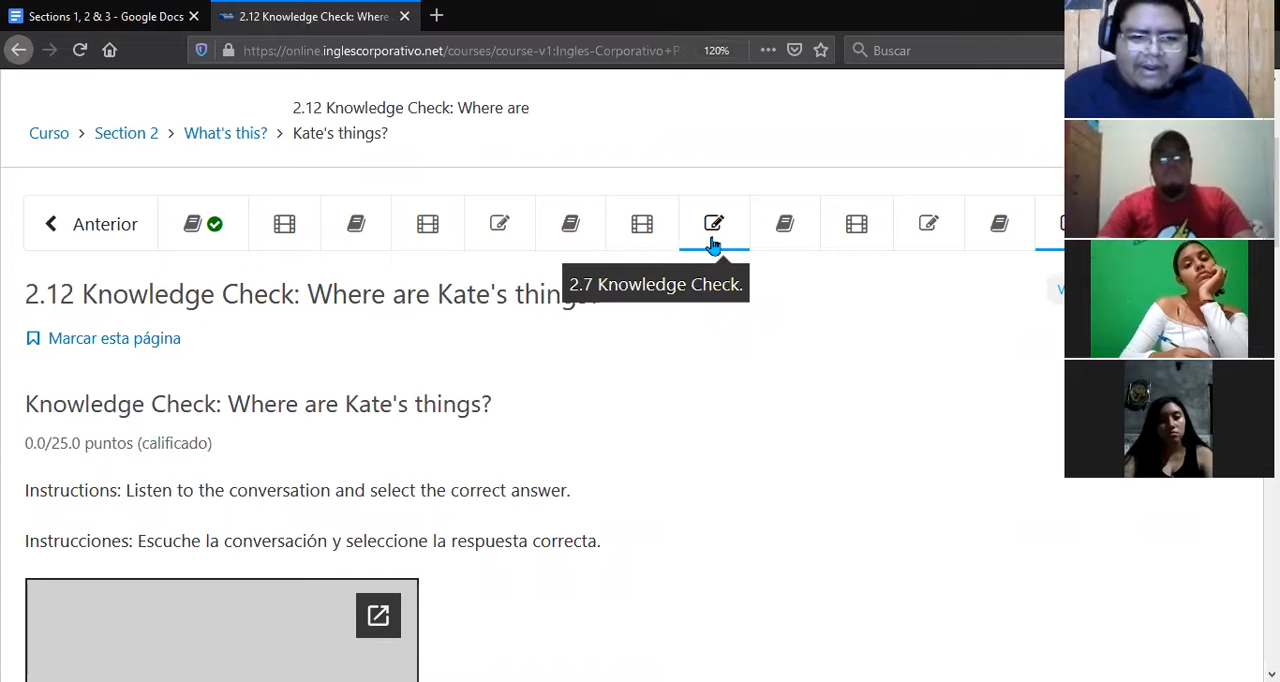 Sections 1, 2 & 3 - Google Docs
2.12 Knowledge Check: Where
https://online.inglescorporativo.net/courses/course-v1:Ingles-Corporativo+P
120%
Buscar
2.12 Knowledge Check: Where are
Curso > Section 2 > What's this? > Kate's things?
Anterior
2.7 Knowledge Check.
2.12 Knowledge Check: Where are Kate's thing
Marcar esta página
Knowledge Check: Where are Kate's things?
0.0/25.0 puntos (calificado)
Instructions: Listen to the conversation and select the correct answer.
Instrucciones: Escuche la conversación y seleccione la respuesta correcta.